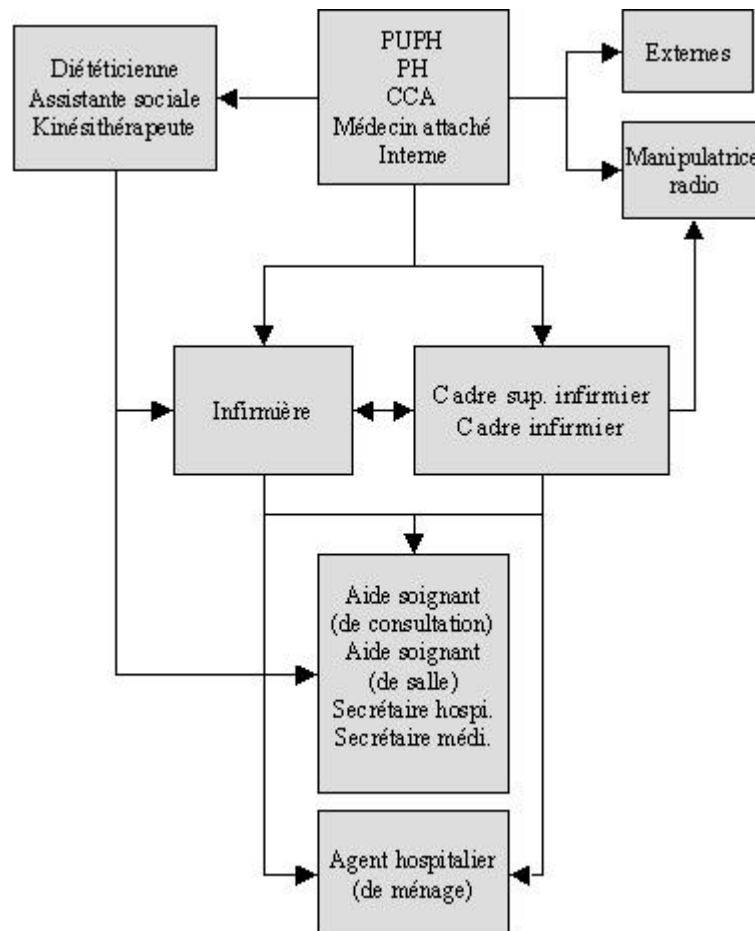 Diététicienne
Assistante sociale
Kinésithérapeute
PUPH
PH
CCA
Médecin attaché
Interne
Externes
Manipulatrice
radio
Infirmière
Cadre sup. infirmier
Cadre infirmier
Aide soignant
(de consultation)
Aide soignant
(de salle)
Secrétaire hospi.
Secrétaire médi.
Agent hospitalier
(de ménage)